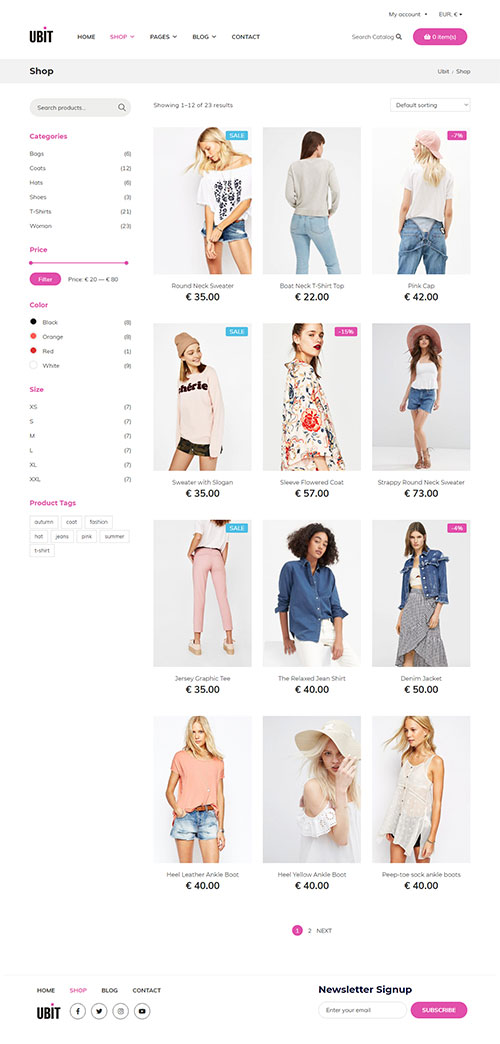 My account
EUR, €
UBIT
HOME
SHOP
PAGES
BLOG
CONTACT
Search Catalog
0 item(s)
Shop
Ubit
Shop
Search products...
Showing 1–12 of 23 results
Default sorting
Categories
Bags (6)
Coats (12)
Hats (6)
Shoes (3)
T-Shirts (21)
Women (23)
Price
Filter
Price: € 20 — € 80
Color
Black (8)
Orange (8)
Red (1)
White (9)
Size
XS (7)
S (7)
M (7)
L (7)
XL (7)
XXL (7)
Product Tags
autumn
coat
fashion
hat
jeans
pink
summer
t-shirt
SALE
-7%
Round Neck Sweater
Boat Neck T-Shirt Top
Pink Cap
€ 35.00
€ 22.00
€ 42.00
SALE
-15%
chérie
Sweater with Slogan
Sleeve Flowered Coat
Strappy Round Neck Sweater
€ 35.00
€ 57.00
€ 73.00
SALE
-4%
Jersey Graphic Tee
The Relaxed Jean Shirt
Denim Jacket
€ 35.00
€ 40.00
€ 50.00
Heel Leather Ankle Boot
Heel Yellow Ankle Boot
Peep-toe sock ankle boots
€ 40.00
€ 40.00
€ 40.00
1 2 NEXT
HOME
SHOP
BLOG
CONTACT
UBIT
Newsletter Signup
Enter your email
SUBSCRIBE